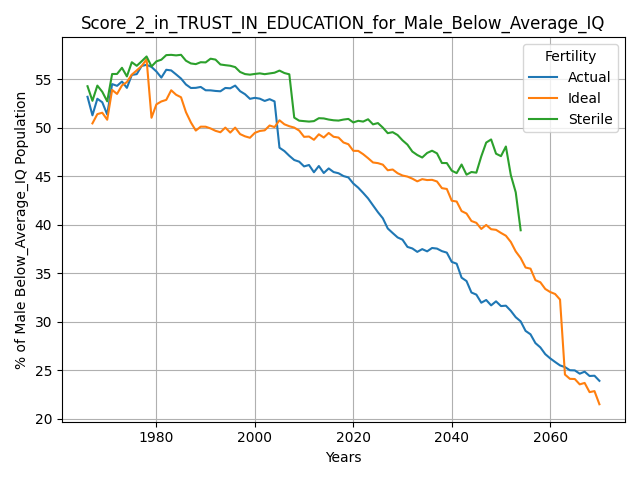 Score_2_in_TRUST_IN_EDUCATION_for_Male_Below_Average_IQ
% of Male Below_Average_IQ Population
55
50
45
40
35
30
25
20
Fertility
Actual
Ideal
Sterile
1980
2000
2020
2040
2060
Years